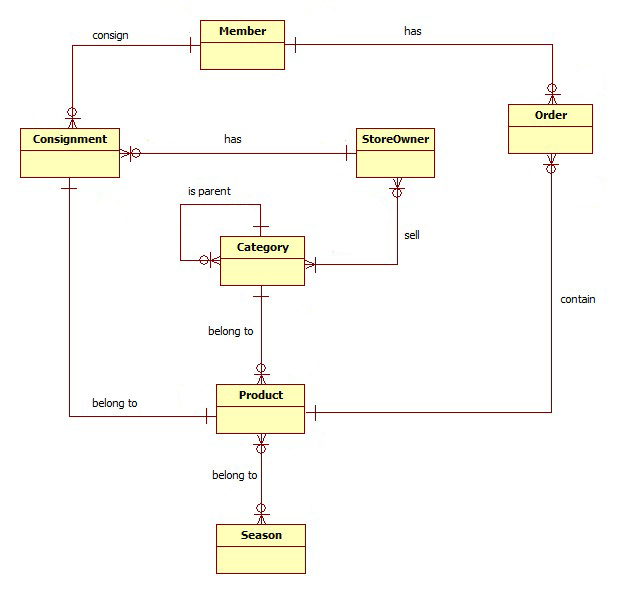 Member
consign
has
Order
Consignment
has
StoreOwner
is parent
sell
Category
contain
belong to
Product
belong to
belong to
Season